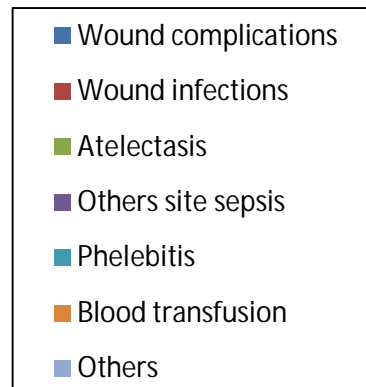 Wound complications
Wound infections
Atelectasis
Others site sepsis
Phelebitis
Blood transfusion
Others